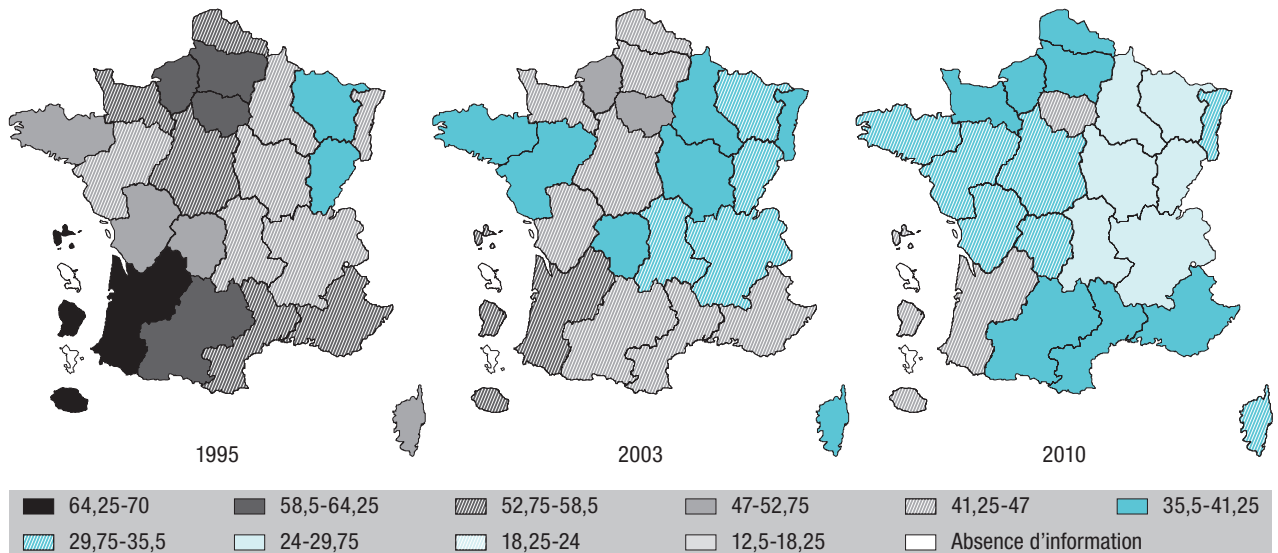 1995 2003 2010
64,25-70 58,5-64,25 52,75-58,5 47-52,75 41,25-47 35,5-41,25
29,75-35,5 24-29,75 18,25-24 12,5-18,25 Absence d’information